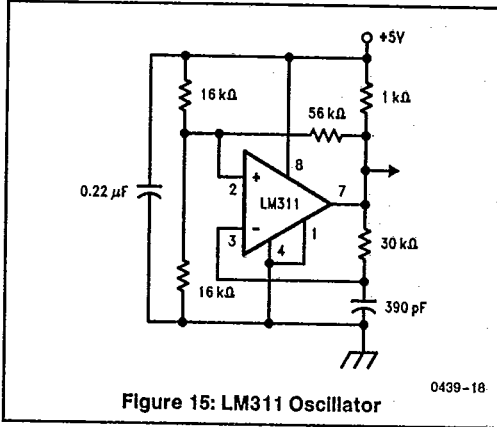 +5V
16 kΩ
1 kΩ
56 kΩ
8
+
2
7
0.22 μF
LM311
3
−
1
4
30 kΩ
16 kΩ
390 pF
0439-18
Figure 15: LM311 Oscillator